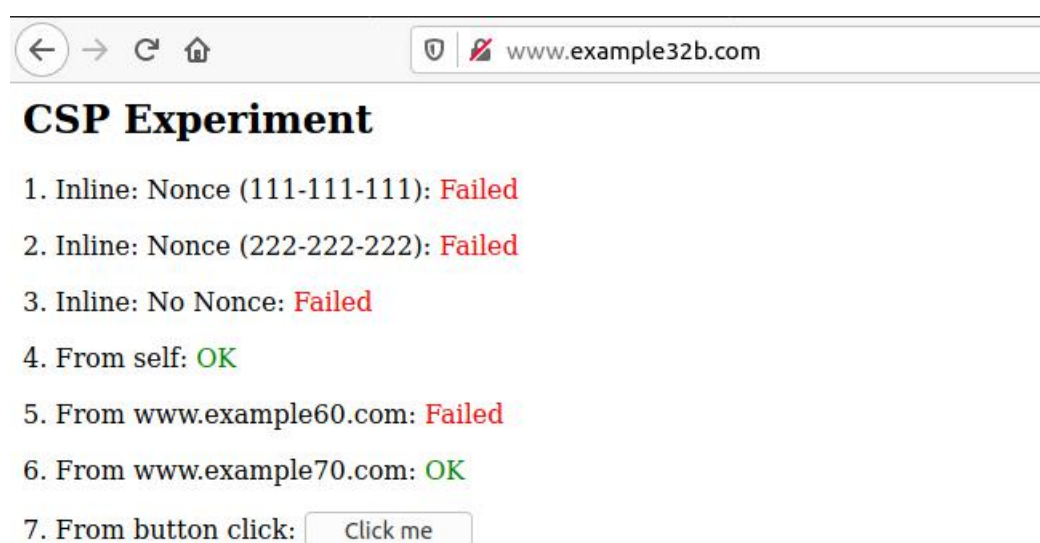 www.example32b.com
CSP Experiment
1. Inline: Nonce (111-111-111): Failed
2. Inline: Nonce (222-222-222): Failed
3. Inline: No Nonce: Failed
4. From self: OK
5. From www.example60.com: Failed
6. From www.example70.com: OK
7. From button click: Click me